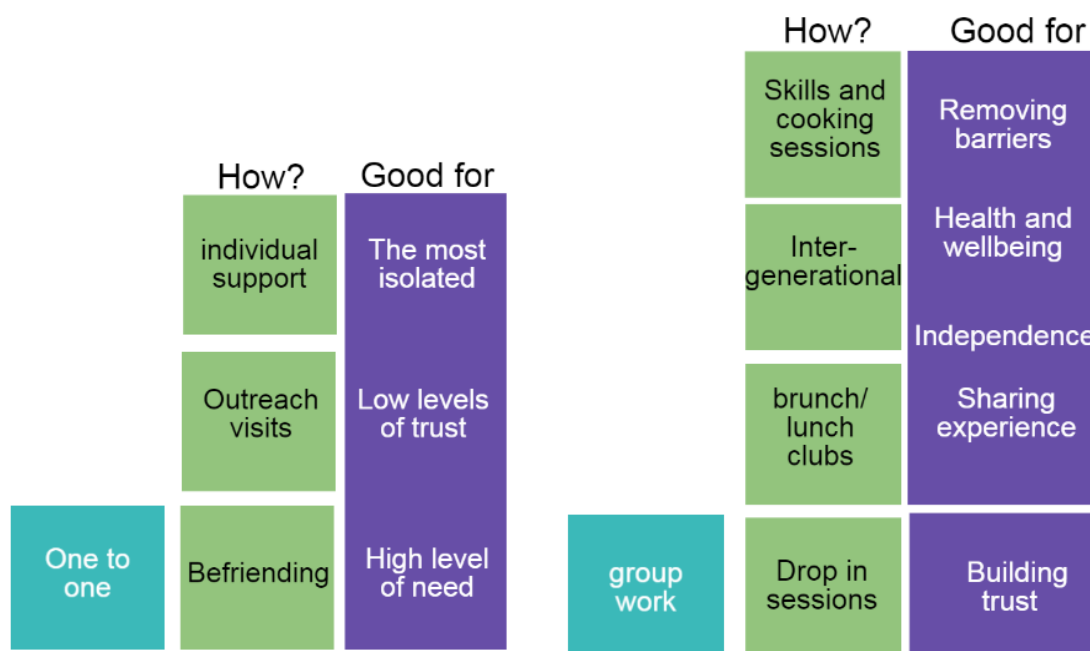 How?
Good for
individual
support
The most
isolated
Outreach
visits
Low levels
of trust
One to
one
Befriending
High level
of need
How?
Good for
Skills and
cooking
sessions
Removing
barriers
Inter-
generational
Health and
wellbeing
Independence
brunch/
lunch
clubs
Sharing
experience
group
work
Drop in
sessions
Building
trust